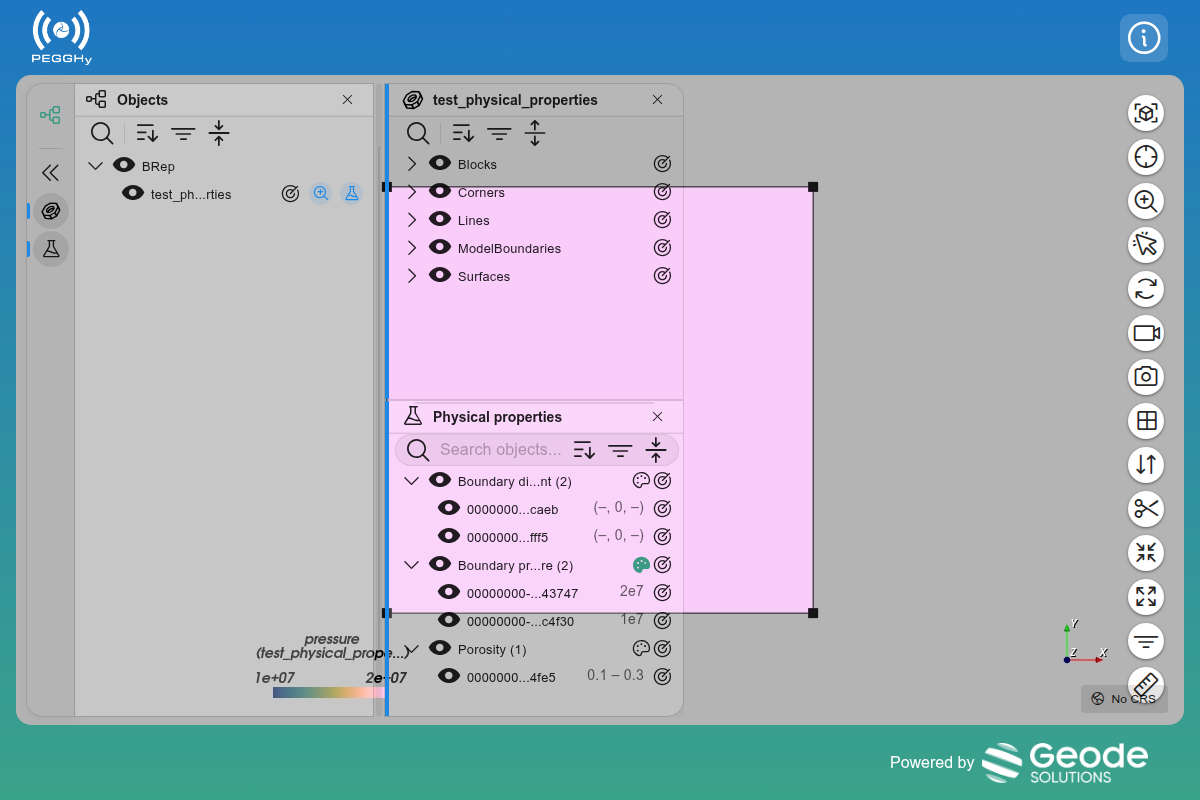 PEGGHy
Objects
BRep
test_ph...rties
test_physical_properties
Blocks
Corners
Lines
ModelBoundaries
Surfaces
Physical properties
Search objects...
Boundary di...nt (2)
0000000...caeb (–, 0, –)
0000000...fff5 (–, 0, –)
Boundary pr...re (2)
00000000-...43747 2e7
00000000-...c4f30 1e7
Porosity (1)
0000000...4fe5 0.1 – 0.3
pressure
(test_physical_prope...)
1e+07 2e+07
Y
Z X
No CRS
Powered by Geode
SOLUTIONS